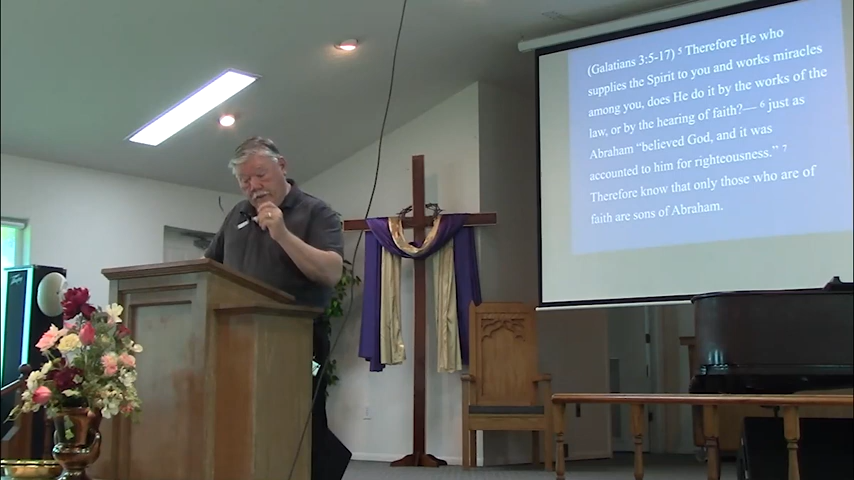 (Galatians 3:5-17) ⁵ Therefore He who
supplies the Spirit to you and works miracles
among you, does He do it by the works of the
law, or by the hearing of faith?— ⁶ just as
Abraham “believed God, and it was
accounted to him for righteousness.” ⁷
Therefore know that only those who are of
faith are sons of Abraham.
PEAVEY